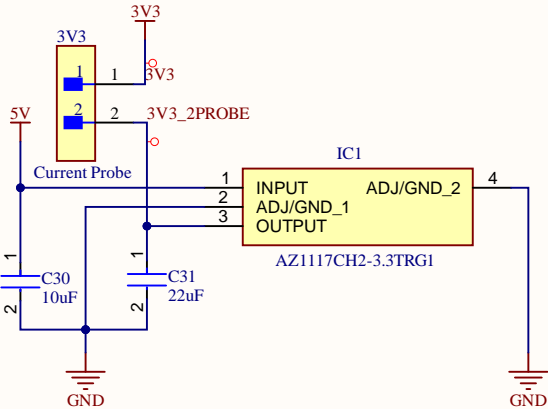 3V3
3V3
1
1
3V3
2
2
3V3_2PROBE
5V
Current Probe
IC1
1
INPUT
ADJ/GND_2
4
2
ADJ/GND_1
3
OUTPUT
AZ1117CH2-3.3TRG1
1
C30
10uF
2
1
C31
22uF
2
GND
GND